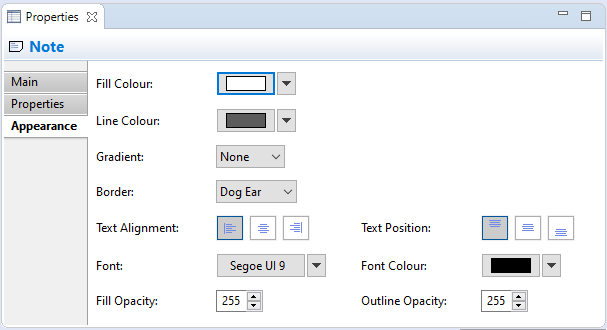 Properties
Note
Main
Properties
Appearance
Fill Colour:
Line Colour:
Gradient: None
Border: Dog Ear
Text Alignment: Text Position:
Font: Segoe UI 9 Font Colour:
Fill Opacity: 255 Outline Opacity: 255